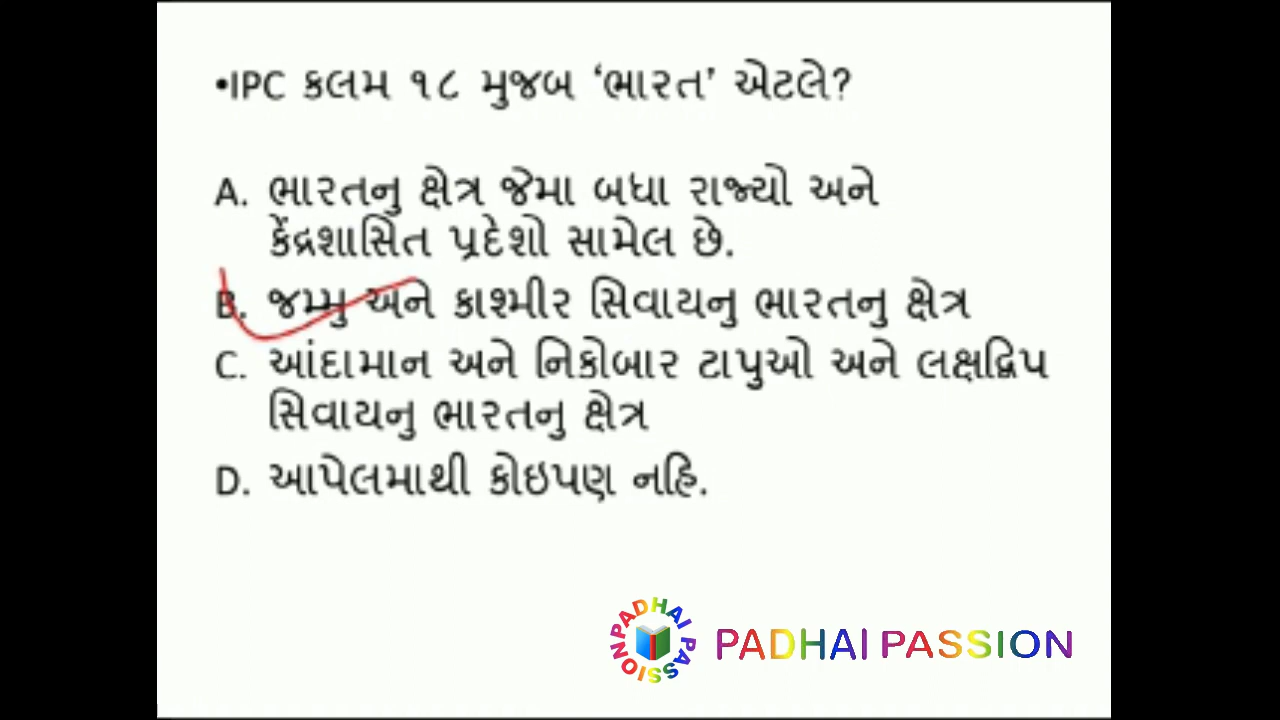 •IPC કલમ ૧૮ મુજબ ‘ભારત’ એટલે?
A. ભારતનુ ક્ષેત્ર જેમા બધા રાજ્યો અને
કેંદ્રશાસિત પ્રદેશો સામેલ છે.
B. જમ્મુ અને કાશ્મીર સિવાયનુ ભારતનુ ક્ષેત્ર
C. આંદામાન અને નિકોબાર ટાપુઓ અને લક્ષદ્વિપ
સિવાયનુ ભારતનુ ક્ષેત્ર
D. આપેલમાથી કોઇપણ નહિ.
PADHAI PASSION
PADHAI PASSION